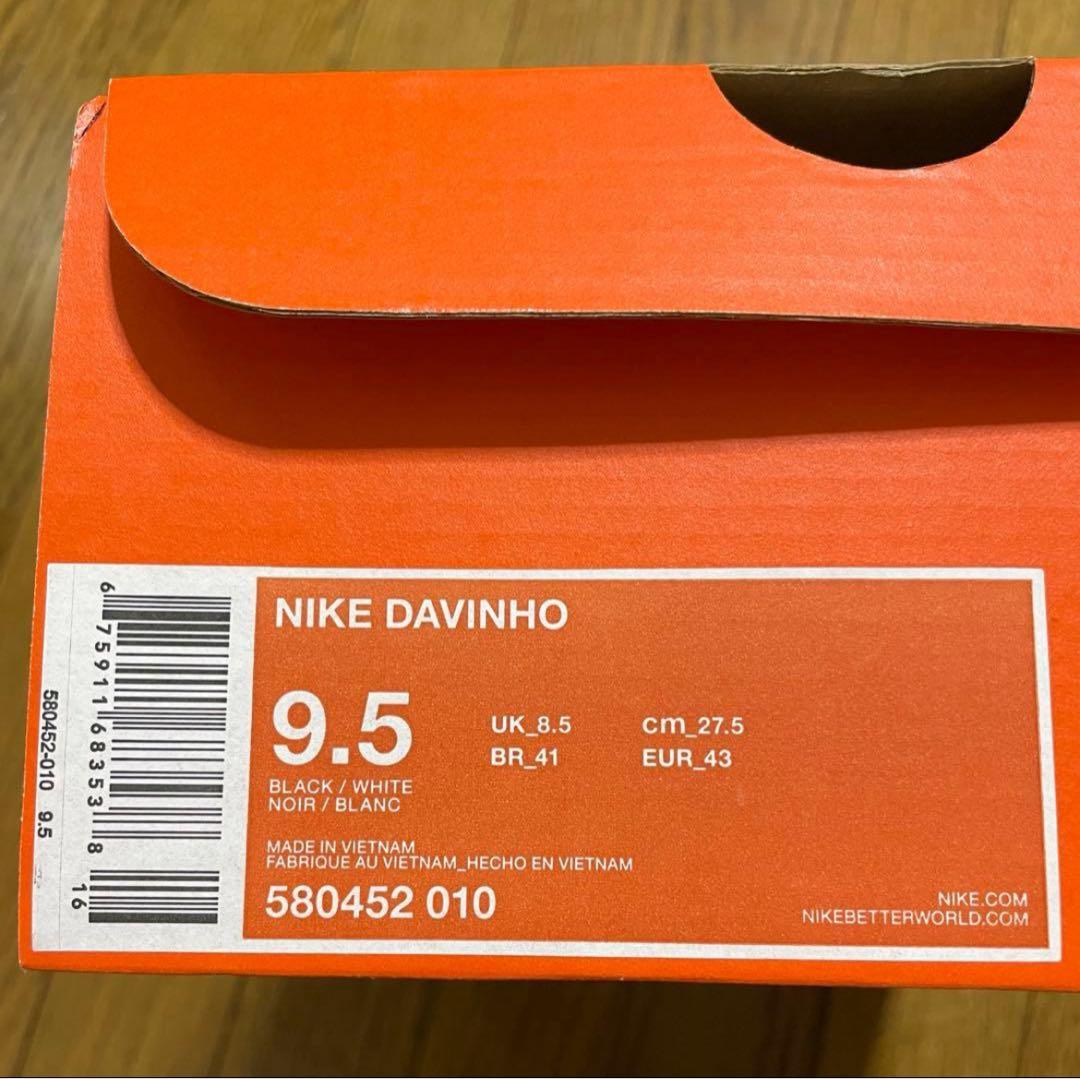 NIKE DAVINHO
9.5
UK_8.5 cm_27.5
BR_41 EUR_43
BLACK / WHITE
NOIR / BLANC
MADE IN VIETNAM
FABRIQUE AU VIETNAM_HECHO EN VIETNAM
580452 010
NIKE.COM
NIKEBETTERWORLD.COM
6 75911 68353 8
16
580452-010 9.5